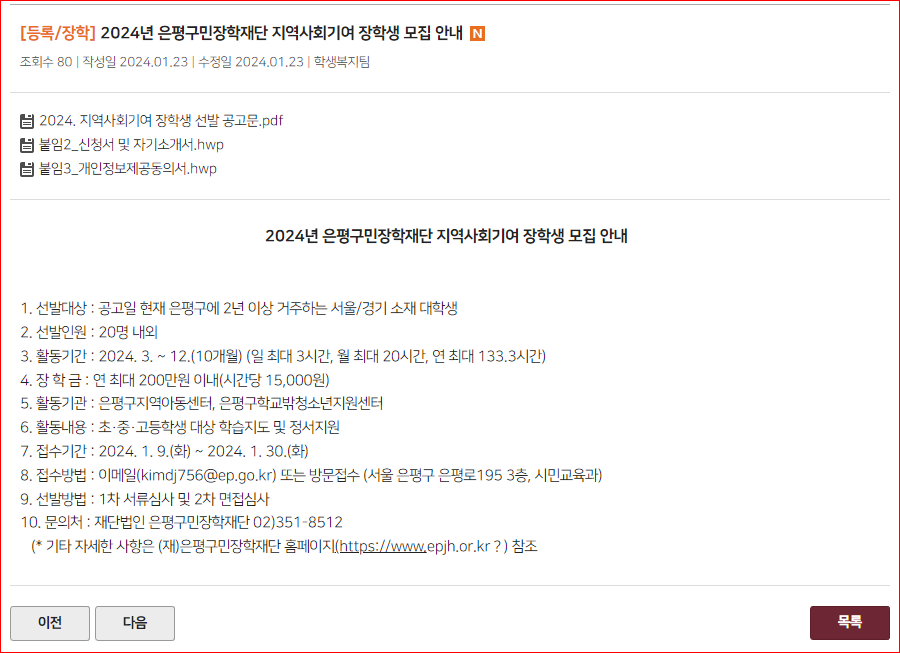 [등록/장학] 2024년 은평구민장학재단 지역사회기여 장학생 모집 안내 N
조회수 80 | 작성일 2024.01.23 | 수정일 2024.01.23 | 학생복지팀
2024. 지역사회기여 장학생 선발 공고문.pdf
붙임2_신청서 및 자기소개서.hwp
붙임3_개인정보제공동의서.hwp
2024년 은평구민장학재단 지역사회기여 장학생 모집 안내
1. 선발대상 : 공고일 현재 은평구에 2년 이상 거주하는 서울/경기 소재 대학생
2. 선발인원 : 20명 내외
3. 활동기간 : 2024. 3. ~ 12.(10개월) (일 최대 3시간, 월 최대 20시간, 연 최대 133.3시간)
4. 장 학 금 : 연 최대 200만원 이내(시간당 15,000원)
5. 활동기관 : 은평구지역아동센터, 은평구학교밖청소년지원센터
6. 활동내용 : 초·중·고등학생 대상 학습지도 및 정서지원
7. 접수기간 : 2024. 1. 9.(화) ~ 2024. 1. 30.(화)
8. 접수방법 : 이메일(kimdj756@ep.go.kr) 또는 방문접수 (서울 은평구 은평로195 3층, 시민교육과)
9. 선발방법 : 1차 서류심사 및 2차 면접심사
10. 문의처 : 재단법인 은평구민장학재단 02)351-8512
(* 기타 자세한 사항은 (재)은평구민장학재단 홈페이지(https://www.epjh.or.kr ? ) 참조
이전 다음 목록